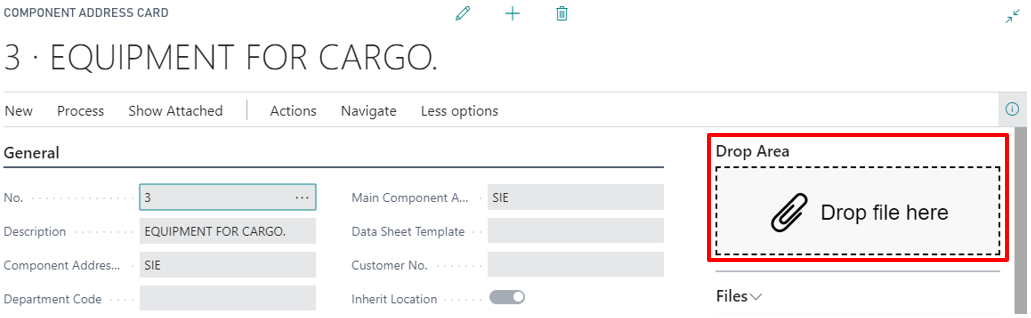 COMPONENT ADDRESS CARD
3 · EQUIPMENT FOR CARGO.
New Process Show Attached Actions Navigate Less options
General
Drop Area
No. 3 ... Main Component A... SIE
Drop file here
Description EQUIPMENT FOR CARGO. Data Sheet Template
Component Addres... SIE Customer No.
Department Code Inherit Location
Files